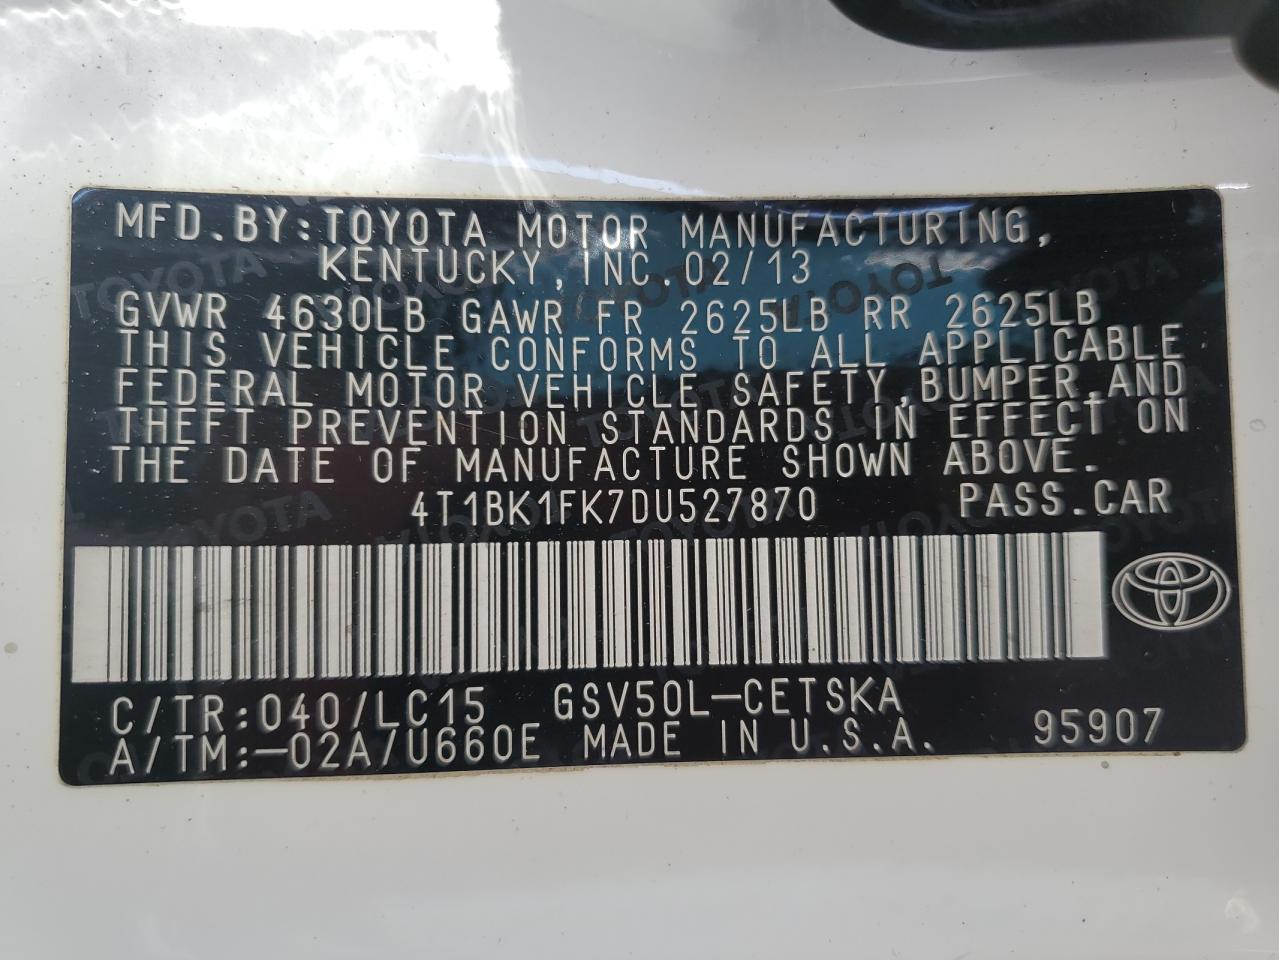 MFD.BY:TOYOTA MOTOR MANUFACTURING,
KENTUCKY, INC. 02/13
GVWR 4630LB GAWR FR 2625LB RR 2625LB
THIS VEHICLE CONFORMS TO ALL APPLICABLE
FEDERAL MOTOR VEHICLE SAFETY,BUMPER,AND
THEFT PREVENTION STANDARDS IN EFFECT ON
THE DATE OF MANUFACTURE SHOWN ABOVE.
4T1BK1FK7DU527870 PASS.CAR
C/TR:040/LC15 GSV50L-CETSKA
A/TM:-02A/U660E MADE IN U.S.A. 95907